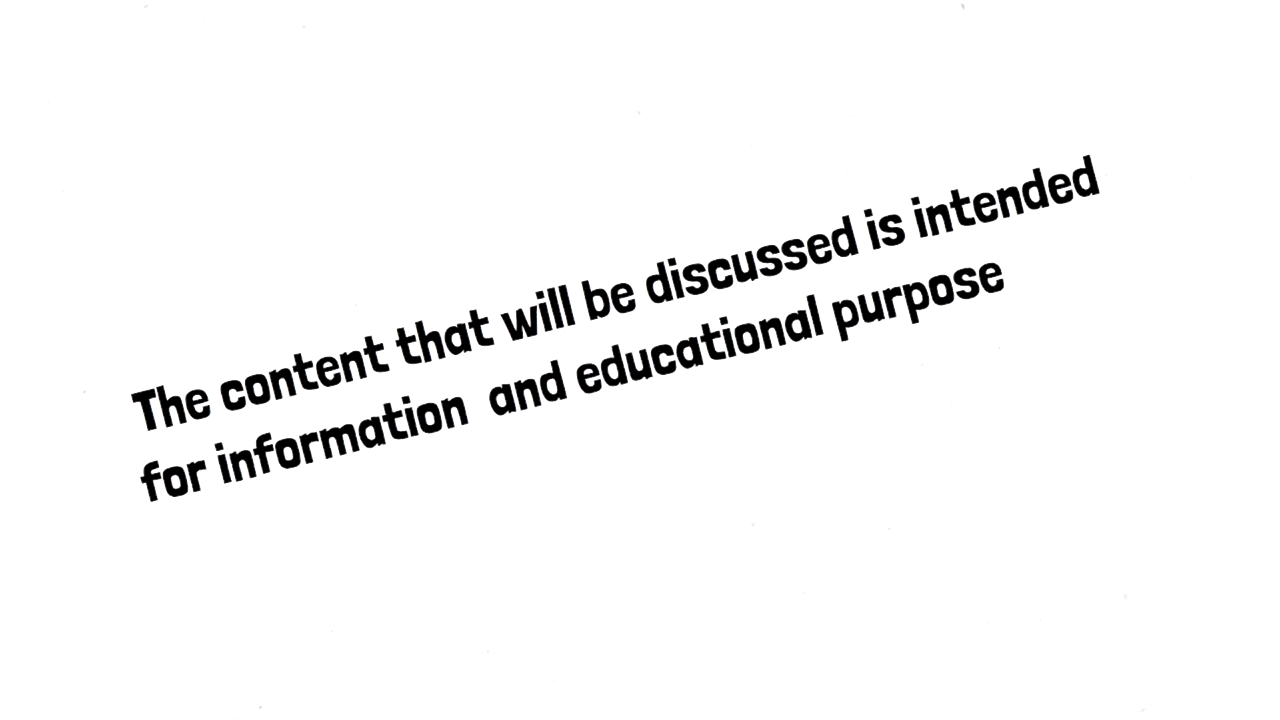 The content that will be discussed is intended
for information and educational purpose